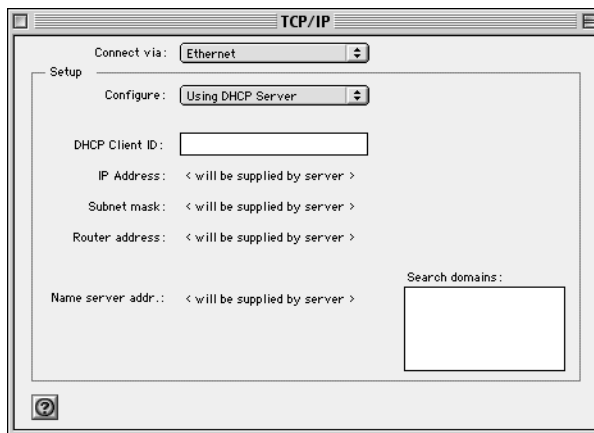 TCP/IP
Connect via: Ethernet
Setup
Configure: Using DHCP Server
DHCP Client ID:
IP Address: < will be supplied by server >
Subnet mask: < will be supplied by server >
Router address: < will be supplied by server >
Search domains:
Name server addr.: < will be supplied by server >
?